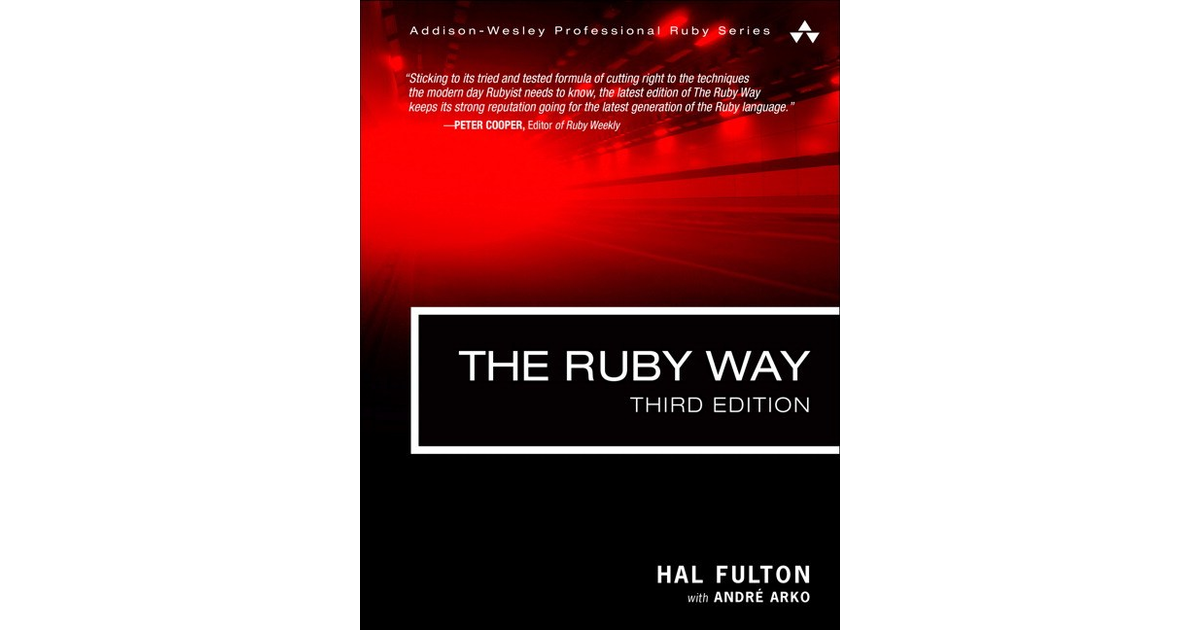 Addison-Wesley Professional Ruby Series
“Sticking to its tried and tested formula of cutting right to the techniques
the modern day Rubyist needs to know, the latest edition of The Ruby Way
keeps its strong reputation going for the latest generation of the Ruby language.”
—PETER COOPER, Editor of Ruby Weekly
THE RUBY WAY
THIRD EDITION
HAL FULTON
with ANDRÉ ARKO